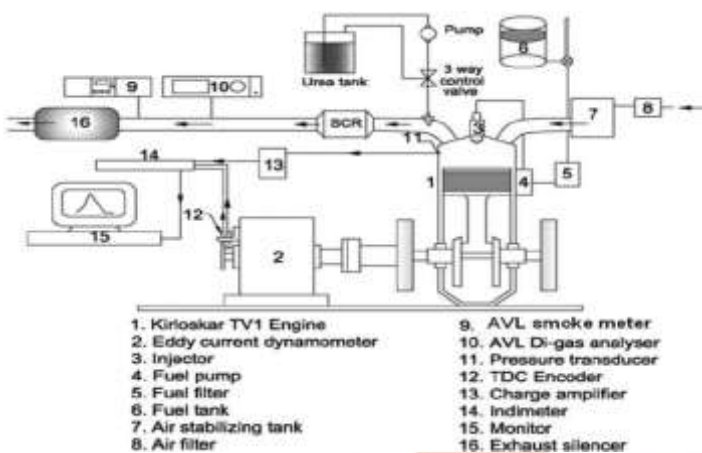 Pump
6
Urea tank
3 way
control
valve
9
10
7
8
16
SCR
3
11
14
13
1
4
5
12
2
15
1. Kirloskar TV1 Engine
2. Eddy current dynamometer
3. Injector
4. Fuel pump
5. Fuel filter
6. Fuel tank
7. Air stabilizing tank
8. Air filter
9. AVL smoke meter
10. AVL Di-gas analyser
11. Pressure transducer
12. TDC Encoder
13. Charge amplifier
14. Indimeter
15. Monitor
16. Exhaust silencer